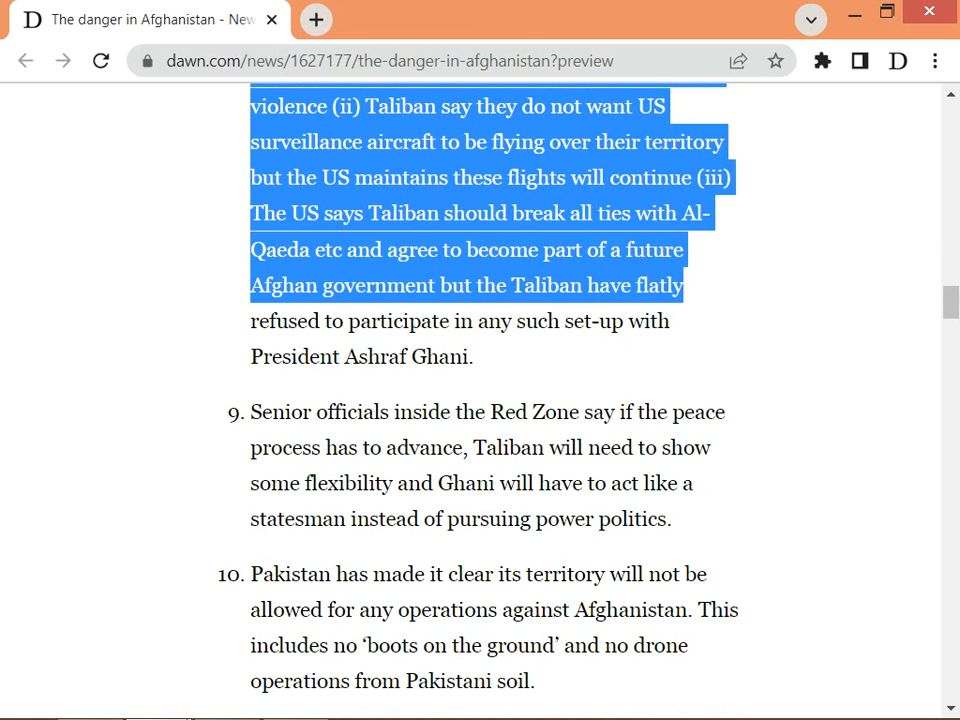 D The danger in Afghanistan - New
dawn.com/news/1627177/the-danger-in-afghanistan?preview
D
violence (ii) Taliban say they do not want US
surveillance aircraft to be flying over their territory
but the US maintains these flights will continue (iii)
The US says Taliban should break all ties with Al-
Qaeda etc and agree to become part of a future
Afghan government but the Taliban have flatly
refused to participate in any such set-up with
President Ashraf Ghani.
9. Senior officials inside the Red Zone say if the peace
process has to advance, Taliban will need to show
some flexibility and Ghani will have to act like a
statesman instead of pursuing power politics.
10. Pakistan has made it clear its territory will not be
allowed for any operations against Afghanistan. This
includes no ‘boots on the ground’ and no drone
operations from Pakistani soil.